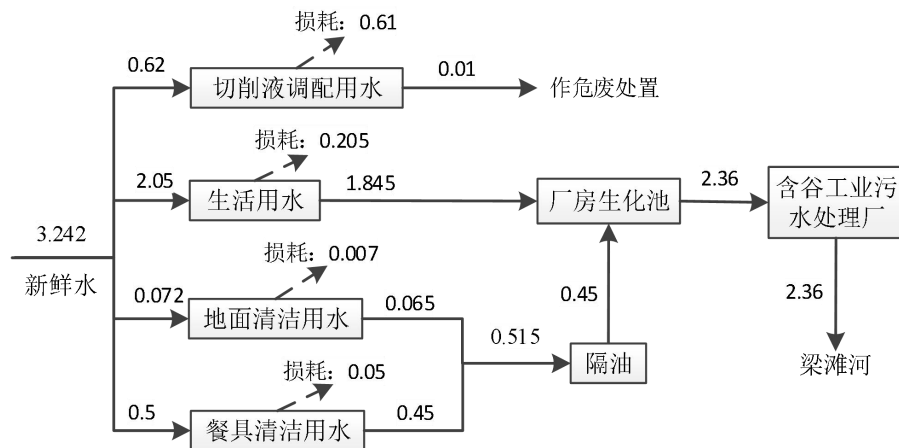 损耗：0.61
0.62
切削液调配用水
0.01
作危废处置
损耗：0.205
2.05
生活用水
1.845
厂房生化池
2.36
含谷工业污
水处理厂
3.242
新鲜水
损耗：0.007
0.072
地面清洁用水
0.065
0.515
隔油
0.45
2.36
梁滩河
损耗：0.05
0.5
餐具清洁用水
0.45